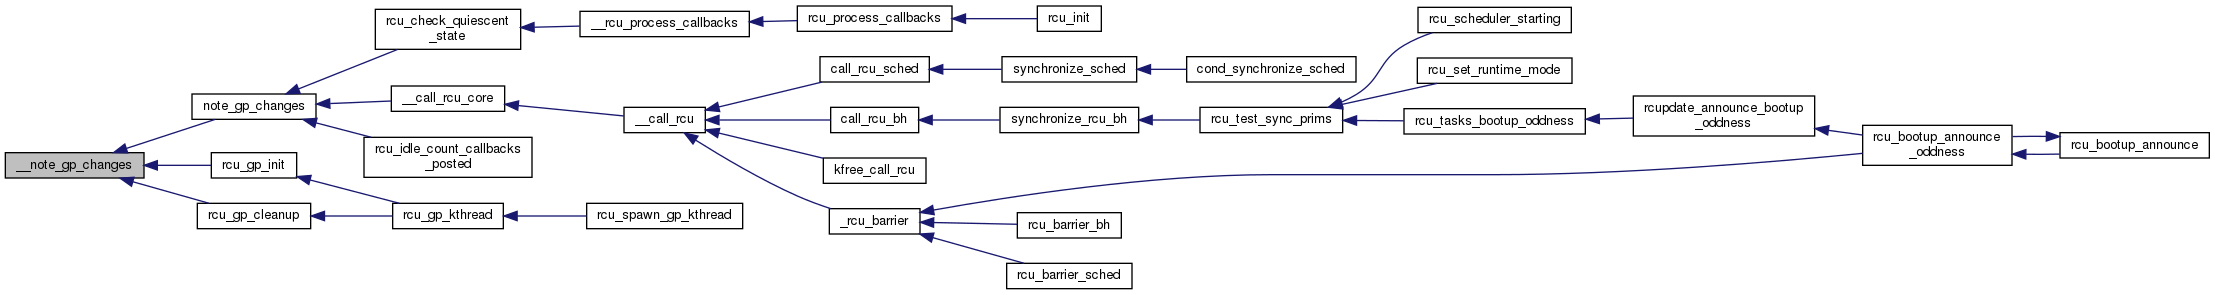 rcu_check_quiescent
_state
__rcu_process_callbacks
rcu_process_callbacks
rcu_init
rcu_scheduler_starting
call_rcu_sched
synchronize_sched
cond_synchronize_sched
rcu_set_runtime_mode
note_gp_changes
__call_rcu_core
__call_rcu
call_rcu_bh
synchronize_rcu_bh
rcu_test_sync_prims
rcu_tasks_bootup_oddness
rcupdate_announce_bootup
_oddness
rcu_bootup_announce
_oddness
rcu_bootup_announce
rcu_idle_count_callbacks
_posted
__note_gp_changes
rcu_gp_init
kfree_call_rcu
rcu_gp_cleanup
rcu_gp_kthread
rcu_spawn_gp_kthread
_rcu_barrier
rcu_barrier_bh
rcu_barrier_sched